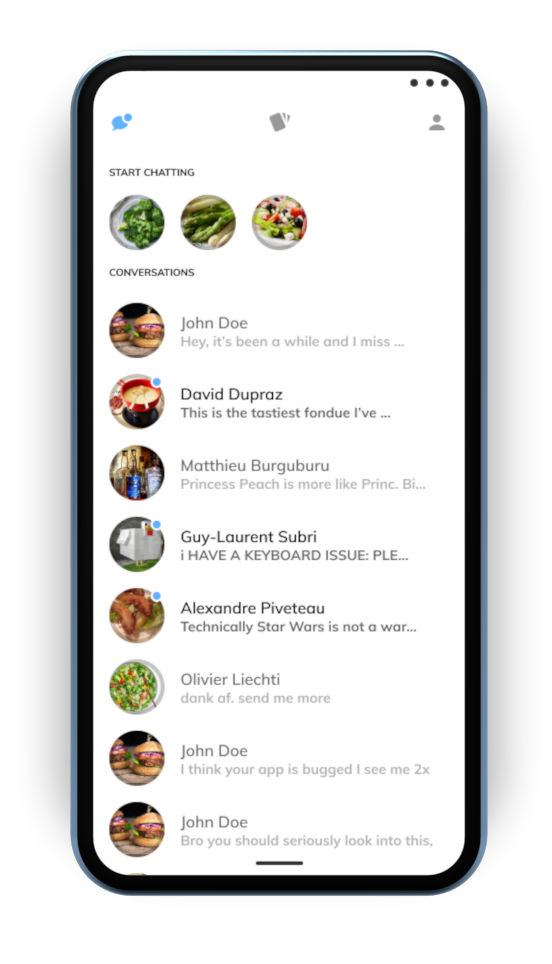 START CHATTING
CONVERSATIONS
John Doe
Hey, it's been a while and I miss ...
David Dupraz
This is the tastiest fondue I've ...
Matthieu Burguburu
Princess Peach is more like Princ. Bi...
Guy-Laurent Subri
i HAVE A KEYBOARD ISSUE: PLE...
Alexandre Piveteau
Technically Star Wars is not a war...
Olivier Liechti
dank af. send me more
John Doe
I think your app is bugged I see me 2x
John Doe
Bro you should seriously look into this,